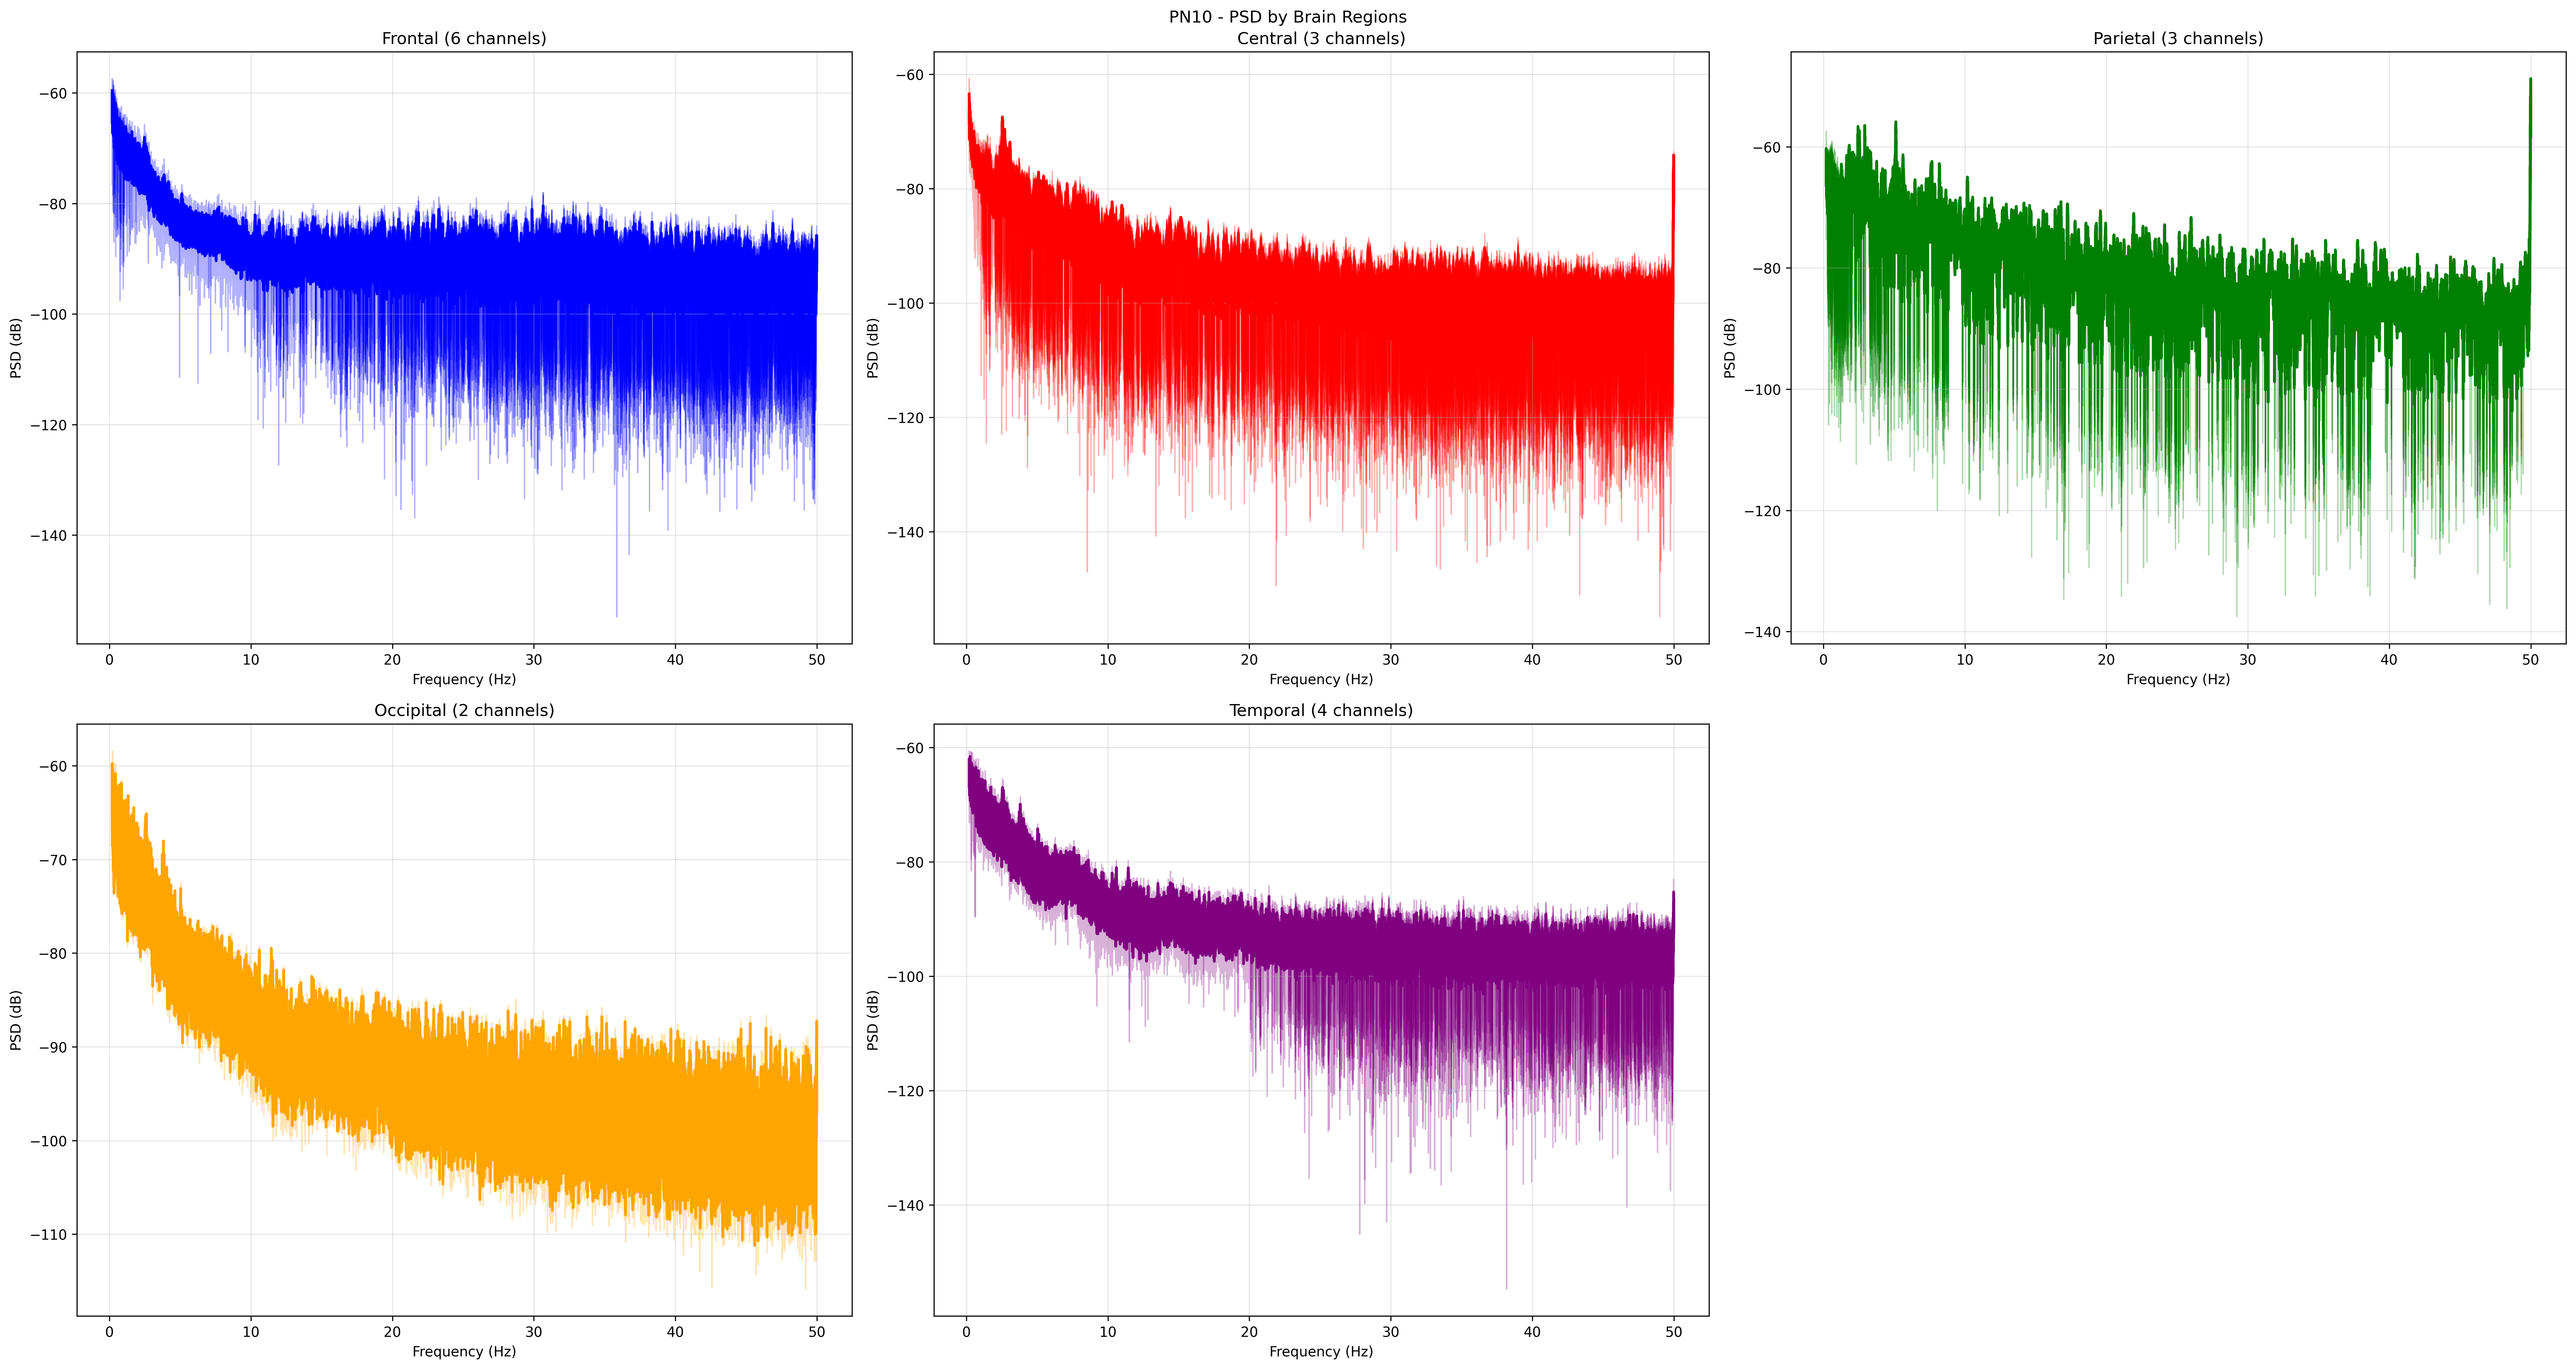 PN10 - PSD by Brain Regions
Frontal (6 channels)
PSD (dB)
−60
−80
−100
−120
−140
0 10 20 30 40 50
Frequency (Hz)
Central (3 channels)
PSD (dB)
−60
−80
−100
−120
−140
0 10 20 30 40 50
Frequency (Hz)
Parietal (3 channels)
PSD (dB)
−60
−80
−100
−120
−140
0 10 20 30 40 50
Frequency (Hz)
Occipital (2 channels)
PSD (dB)
−60
−70
−80
−90
−100
−110
0 10 20 30 40 50
Frequency (Hz)
Temporal (4 channels)
PSD (dB)
−60
−80
−100
−120
−140
0 10 20 30 40 50
Frequency (Hz)